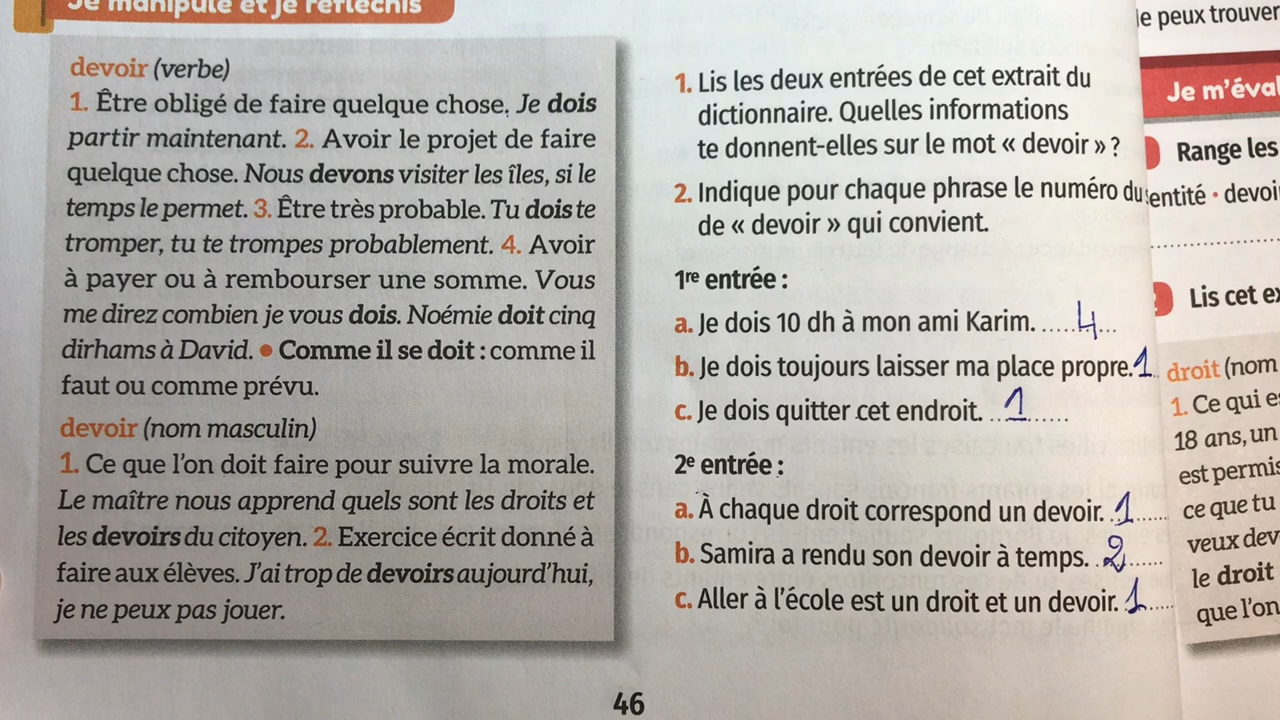 Je manipule et je réfléchis
devoir (verbe)
1. Être obligé de faire quelque chose. Je dois
partir maintenant. 2. Avoir le projet de faire
quelque chose. Nous devons visiter les îles, si le
temps le permet. 3. Être très probable. Tu dois te
tromper, tu te trompes probablement. 4. Avoir
à payer ou à rembourser une somme. Vous
me direz combien je vous dois. Noémie doit cinq
dirhams à David. • Comme il se doit : comme il
faut ou comme prévu.
devoir (nom masculin)
1. Ce que l'on doit faire pour suivre la morale.
Le maître nous apprend quels sont les droits et
les devoirs du citoyen. 2. Exercice écrit donné à
faire aux élèves. J'ai trop de devoirs aujourd'hui,
je ne peux pas jouer.
1. Lis les deux entrées de cet extrait du
dictionnaire. Quelles informations
te donnent-elles sur le mot « devoir » ?
2. Indique pour chaque phrase le numéro du
de « devoir » qui convient.
1re entrée :
a. Je dois 10 dh à mon ami Karim. ......4...
b. Je dois toujours laisser ma place propre. 1..
c. Je dois quitter cet endroit. ..1......
2e entrée :
a. À chaque droit correspond un devoir. .1.....
b. Samira a rendu son devoir à temps. .2.....
c. Aller à l'école est un droit et un devoir. 1....
46
le peux trouver
Je m'éval
Range les
entité • devoi
Lis cet ex
droit (nom
1. Ce qui es
18 ans, un
est permis
ce que tu
veux dev
le droit
que l'on